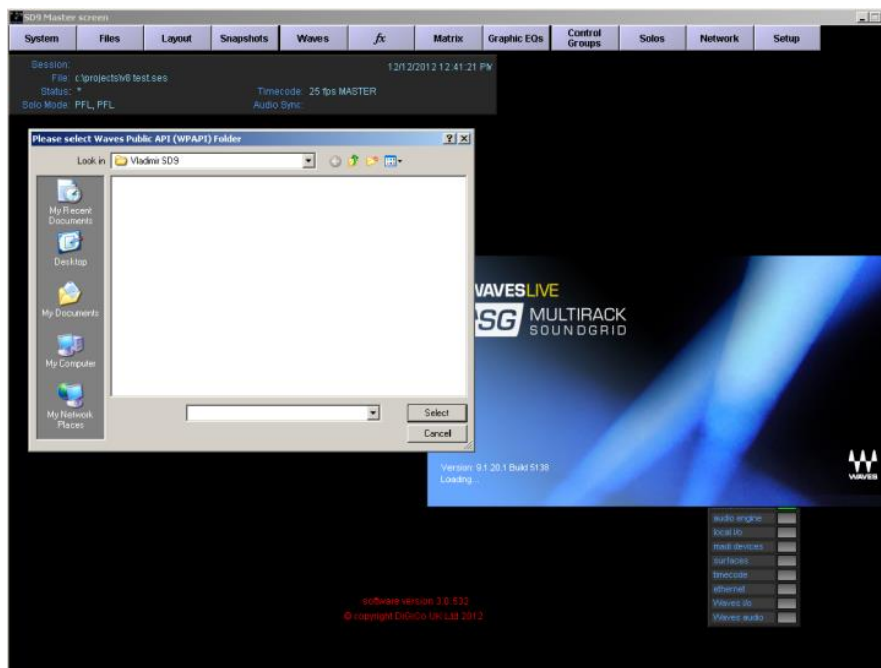 SD9 Master screen
System Files Layout Snapshots Waves fx Matrix Graphic EQs Control Groups Solos Network Setup
Session: 12/12/2012 12:41:21 PM
File: c:\projects\v8 test.ses
Status: * Timecode: 25 fps MASTER
Solo Mode: PFL, PFL Audio Sync:
Please select Waves Public API (WPAPI) Folder
Look in Vladimir SD9
My Recent Documents
Desktop
My Documents
My Computer
My Network Places
Select
Cancel
WAVESLIVE
SG MULTIRACK
SOUNDGRID
Version: 9.1.20.1 Build 5138
Loading...
WAVES
audio engine
local i/o
madi devices
surfaces
timecode
ethernet
Waves i/o
Waves audio
software version 3.0.532
© copyright DiGiCo UK Ltd 2012